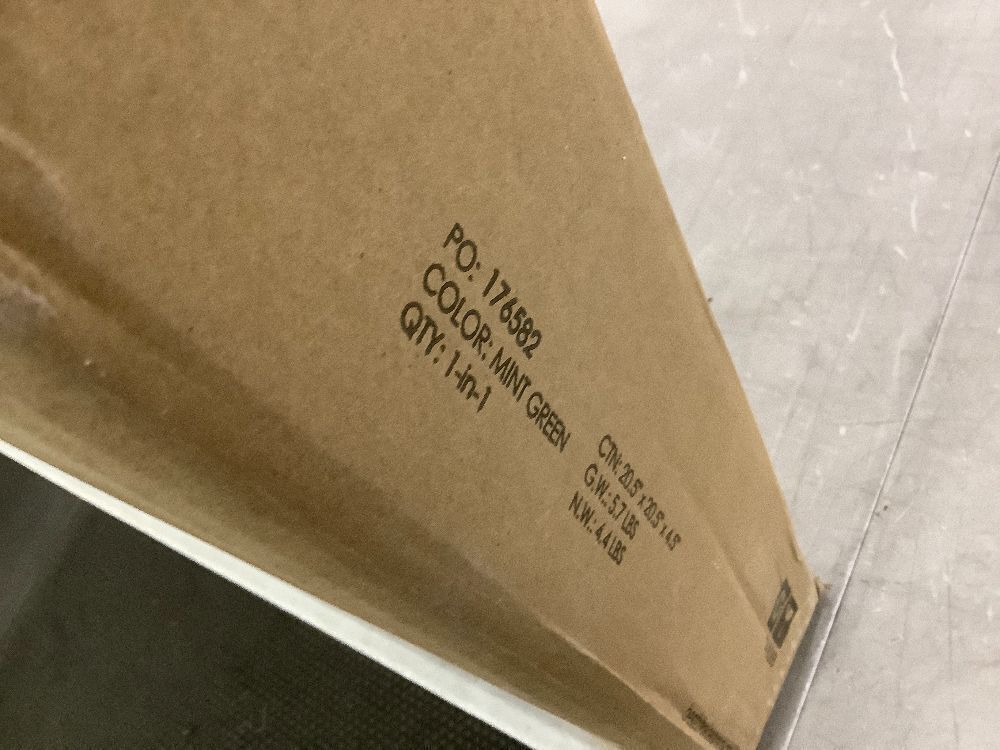 PO: 176582
COLOR: MINT GREEN
QTY: 1-in-1
CTN: 20.5" x 20.5" x 4.5"
G.W.: 5.7 LBS
N.W.: 4.4 LBS